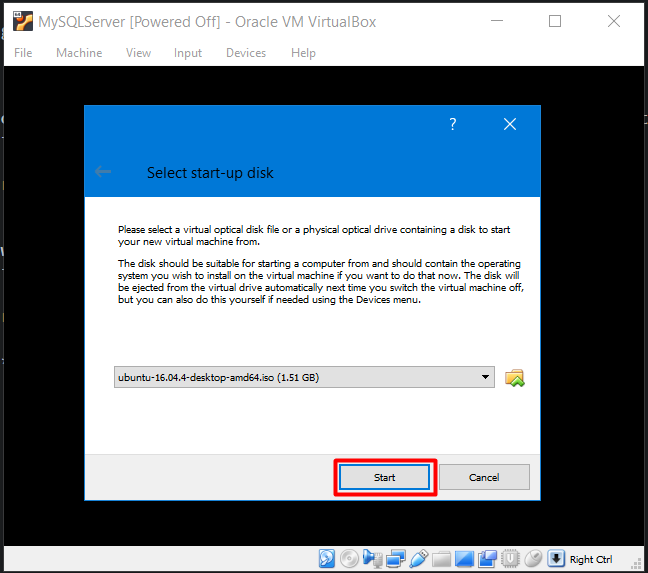 MySQLServer [Powered Off] - Oracle VM VirtualBox
File Machine View Input Devices Help
?
Select start-up disk
Please select a virtual optical disk file or a physical optical drive containing a disk to start
your new virtual machine from.
The disk should be suitable for starting a computer from and should contain the operating
system you wish to install on the virtual machine if you want to do that now. The disk will
be ejected from the virtual drive automatically next time you switch the virtual machine off,
but you can also do this yourself if needed using the Devices menu.
ubuntu-16.04.4-desktop-amd64.iso (1.51 GB)
Start Cancel
Right Ctrl